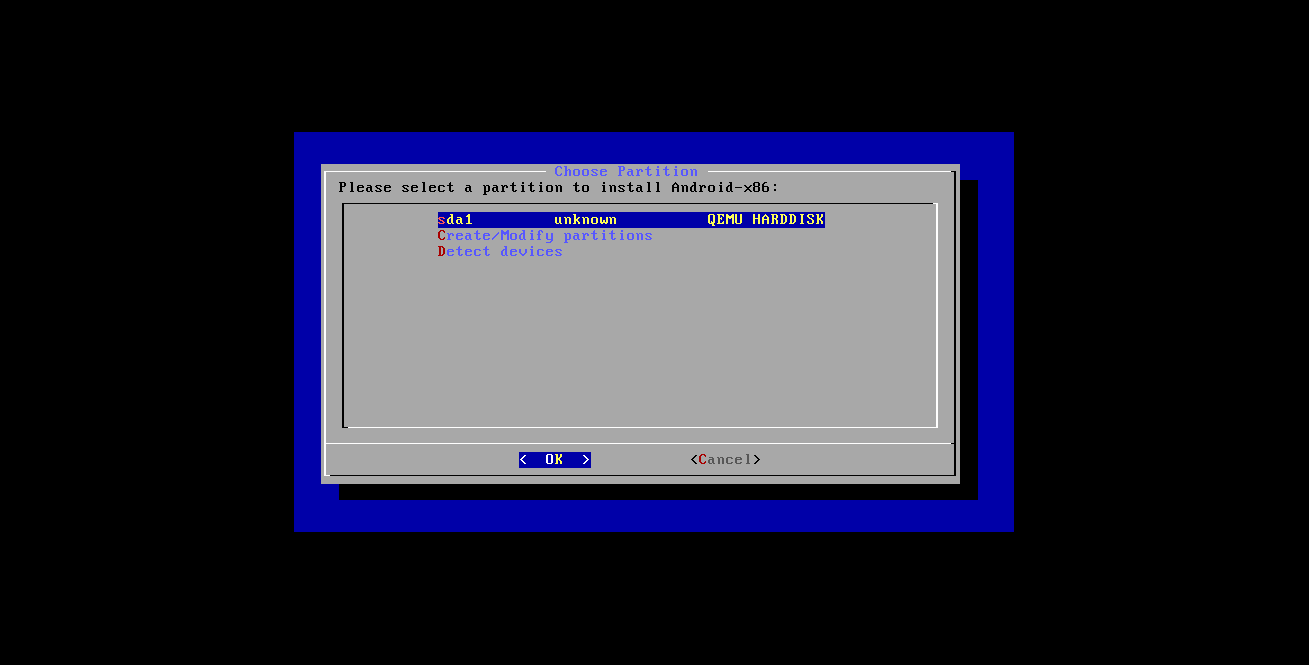 Choose Partition
Please select a partition to install Android-x86:
sda1 unknown QEMU HARDDISK
Create/Modify partitions
Detect devices
< OK > <Cancel>